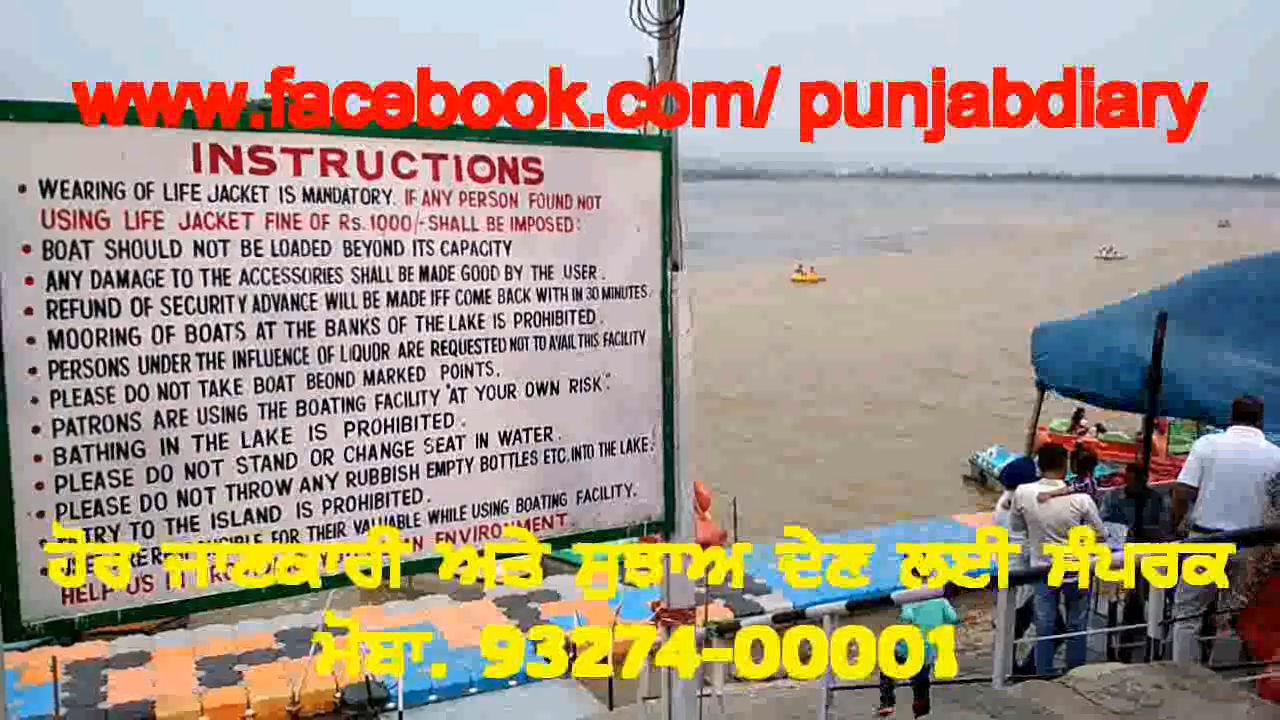 www.facebook.com/ punjabdiary
INSTRUCTIONS
• WEARING OF LIFE JACKET IS MANDATORY. IF ANY PERSON FOUND NOT
USING LIFE JACKET FINE OF Rs. 1000/- SHALL BE IMPOSED:
• BOAT SHOULD NOT BE LOADED BEYOND ITS CAPACITY
• ANY DAMAGE TO THE ACCESSORIES SHALL BE MADE GOOD BY THE USER.
• REFUND OF SECURITY ADVANCE WILL BE MADE IFF COME BACK WITH IN 30 MINUTES.
• MOORING OF BOATS AT THE BANKS OF THE LAKE IS PROHIBITED.
• PERSONS UNDER THE INFLUENCE OF LIQUOR ARE REQUESTED NOT TO AVAIL THIS FACILITY
• PLEASE DO NOT TAKE BOAT BEOND MARKED POINTS.
• PATRONS ARE USING THE BOATING FACILITY "AT YOUR OWN RISK".
• BATHING IN THE LAKE IS PROHIBITED.
• PLEASE DO NOT STAND OR CHANGE SEAT IN WATER.
• PLEASE DO NOT THROW ANY RUBBISH EMPTY BOTTLES ETC. INTO THE LAKE.
TO THE ISLAND IS PROHIBITED.
FOR THEIR VALUABLE WHILE USING BOATING FACILITY.
HELP US ENVIRONMENT.
ਹੋਰ ਜਾਣਕਾਰੀ ਅਤੇ ਸੁਝਾਅ ਦੇਣ ਲਈ ਸੰਪਰਕ
ਮੋਬਾ. 93274-00001